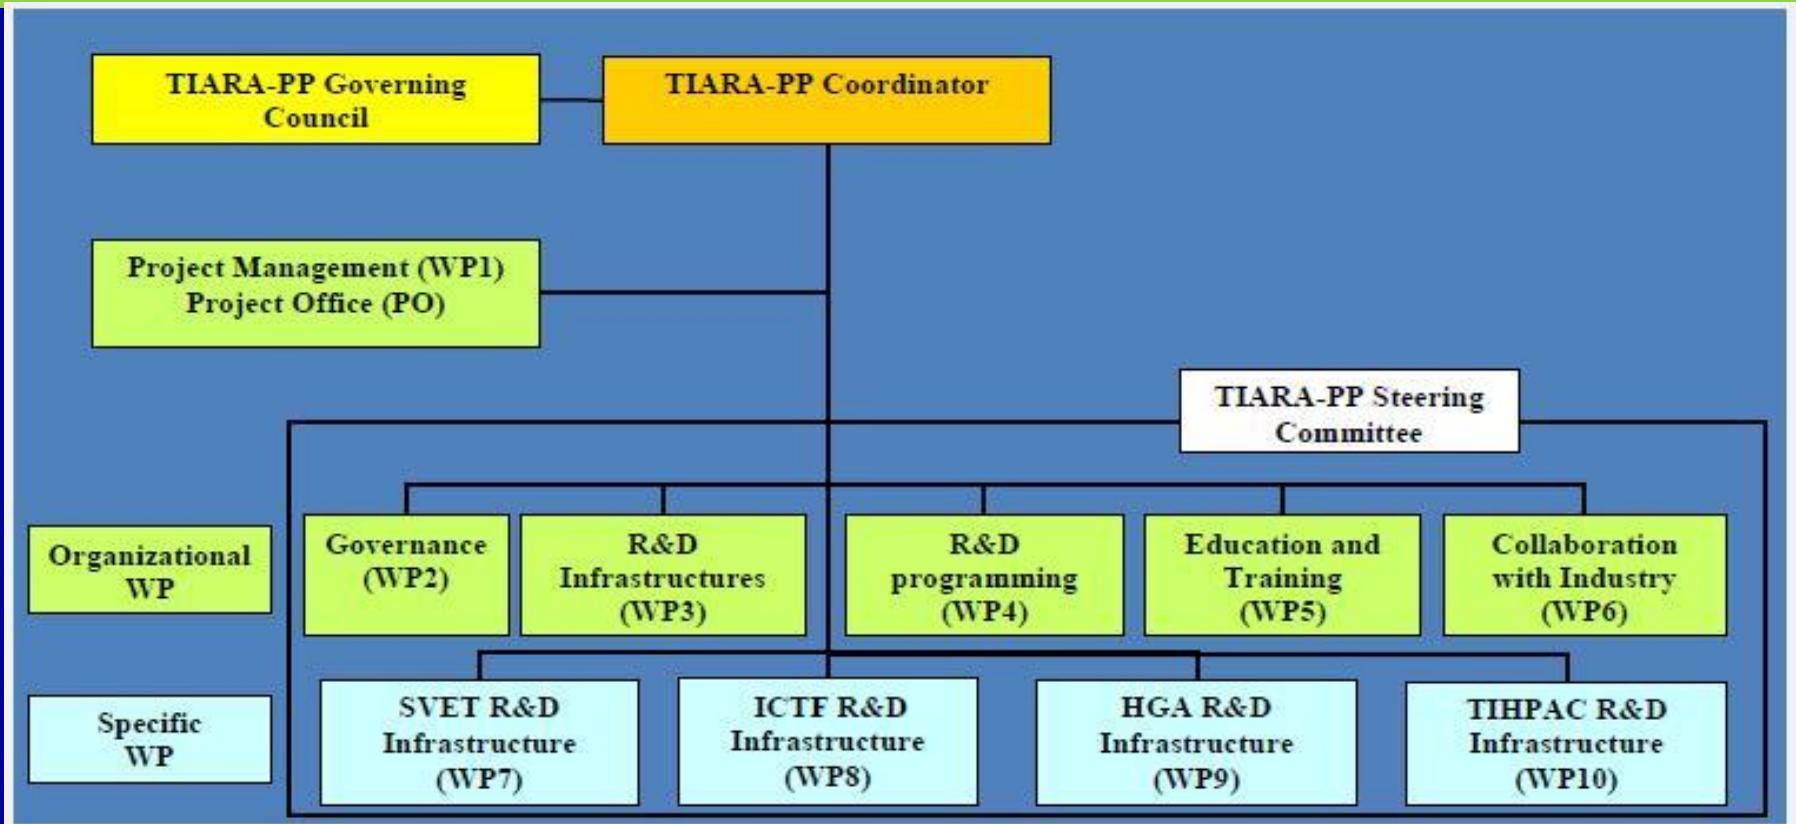 TIARA-PP Governing
Council
TIARA-PP Coordinator
Project Management (WP1)
Project Office (PO)
TIARA-PP Steering
Committee
Organizational
WP
Governance
(WP2)
R&D
Infrastructures
(WP3)
R&D
programming
(WP4)
Education and
Training
(WP5)
Collaboration
with Industry
(WP6)
Specific
WP
SVET R&D
Infrastructure
(WP7)
ICTF R&D
Infrastructure
(WP8)
HGA R&D
Infrastructure
(WP9)
TIHPAC R&D
Infrastructure
(WP10)